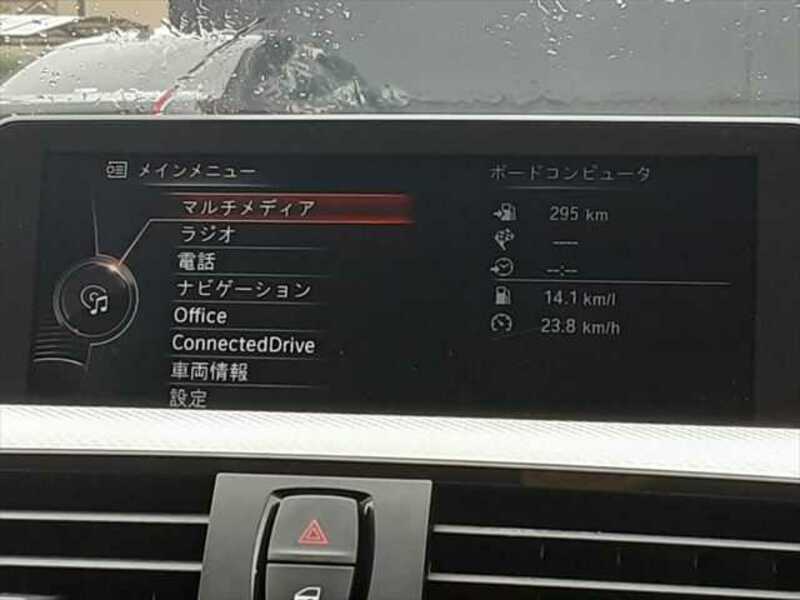 メインメニュー
マルチメディア
ラジオ
電話
ナビゲーション
Office
ConnectedDrive
車両情報
設定
ボードコンピュータ
295 km
----
--:--
14.1 km/l
23.8 km/h